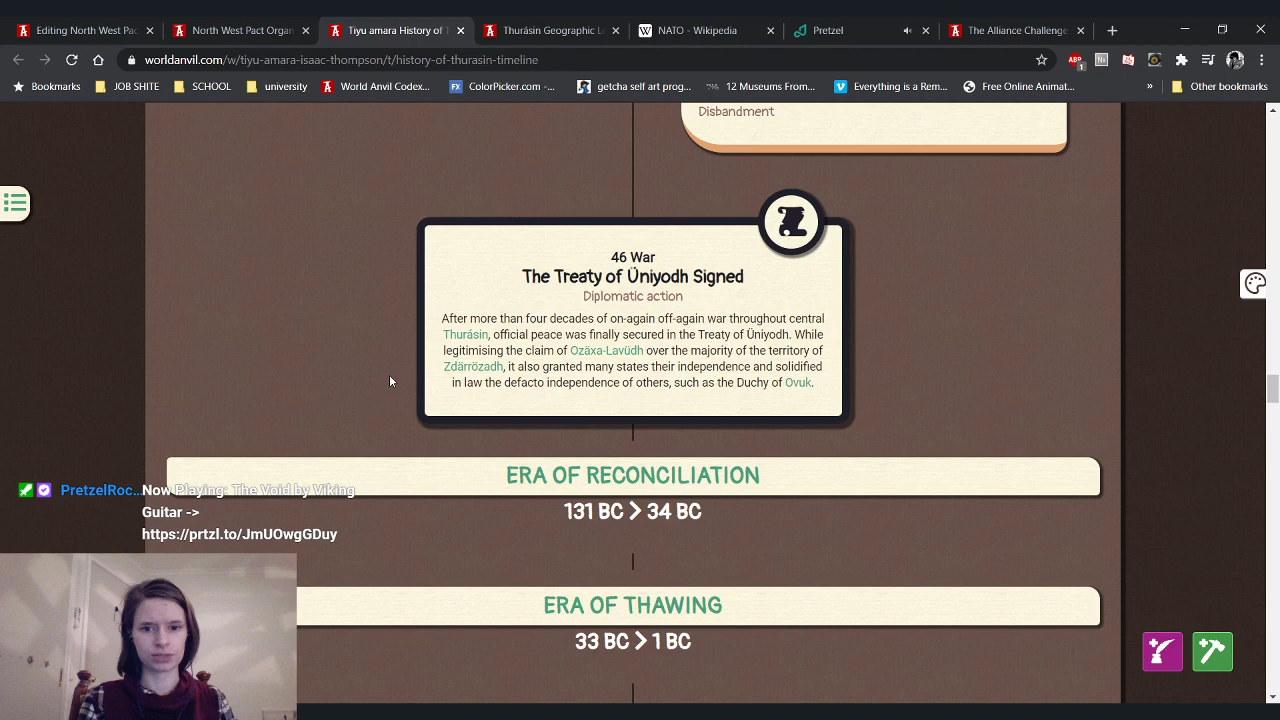 Editing North West Pac
North West Pact Organ
Tiyu amara History of T
Thurásin Geographic L
NATO - Wikipedia
Pretzel
The Alliance Challenge
worldanvil.com/w/tiyu-amara-isaac-thompson/t/history-of-thurasin-timeline
Bookmarks
JOB SHITE
SCHOOL
university
World Anvil Codex...
ColorPicker.com -...
getcha self art prog...
12 Museums From...
Everything is a Rem...
Free Online Animat...
Other bookmarks
Disbandment
46 War
The Treaty of Üniyodh Signed
Diplomatic action
After more than four decades of on-again off-again war throughout central
Thurásin, official peace was finally secured in the Treaty of Üniyodh. While
legitimising the claim of Ozäxa-Lavüdh over the majority of the territory of
Zdärrözadh, it also granted many states their independence and solidified
in law the defacto independence of others, such as the Duchy of Ovuk.
ERA OF RECONCILIATION
131 BC > 34 BC
PretzelRoc... Now Playing: The Void by Viking
Guitar ->
https://prtzl.to/JmUOwgGDuy
ERA OF THAWING
33 BC > 1 BC